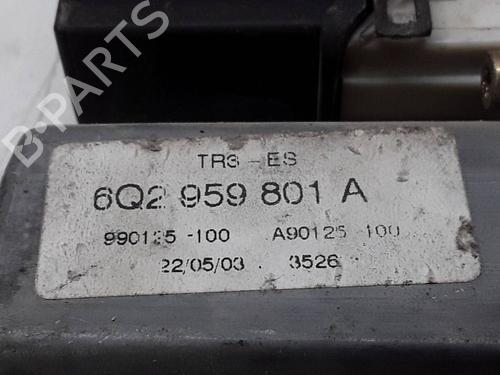 TR3 - ES
6Q2 959 801 A
990125 -100 A90125 100
22/05/03 . 3526
B-PARTS